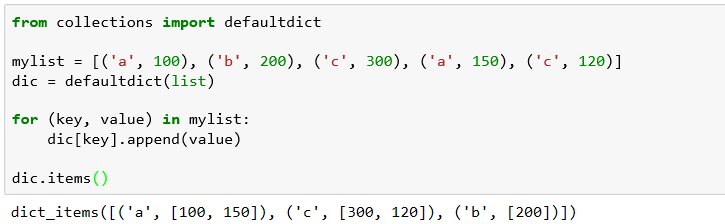 from collections import defaultdict
mylist = [('a', 100), ('b', 200), ('c', 300), ('a', 150), ('c', 120)]
dic = defaultdict(list)
for (key, value) in mylist:
    dic[key].append(value)
dic.items()
dict_items([('a', [100, 150]), ('c', [300, 120]), ('b', [200])])